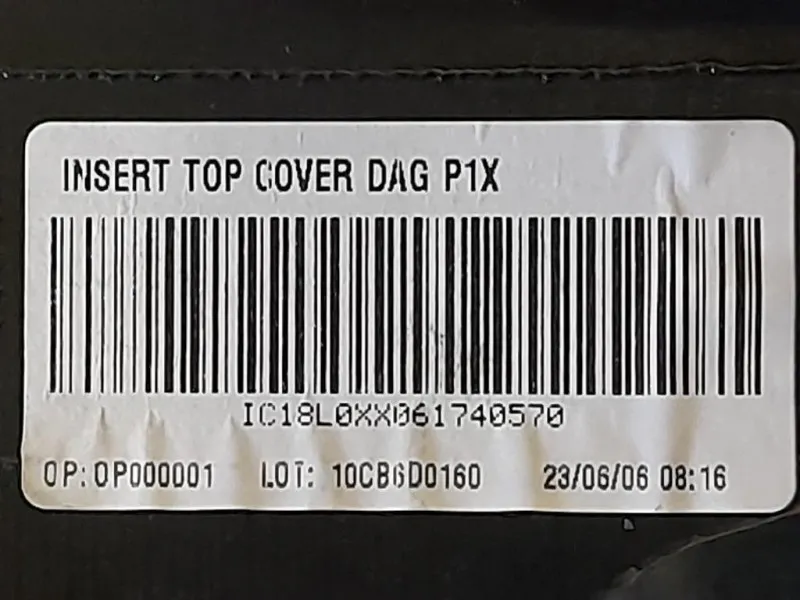 INSERT TOP COVER DAG P1X
IC18L0XX061740570
OP: OP000001 LOT: 10CB6D0160 23/06/06 08:16